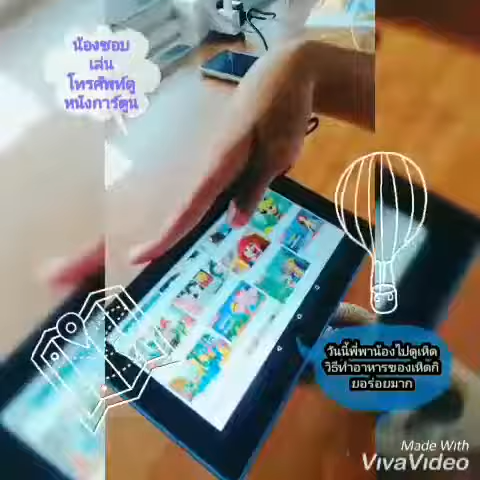 น้องชอบ
เล่น
โทรศัพท์ดู
หนังการ์ตูน
วันนี้พี่พาน้องไปดูเห็ด
วิธีทำอาหารของเห็ดกิ
ยอร่อยมาก
Made With
VivaVideo